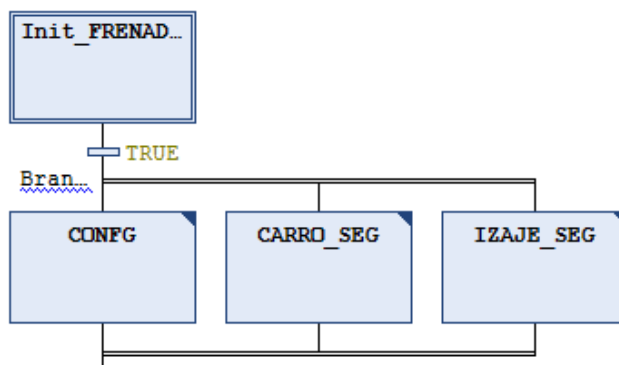 Init_FRENAD...
TRUE
Bran...
CONFG
CARRO_SEG
IZAJE_SEG